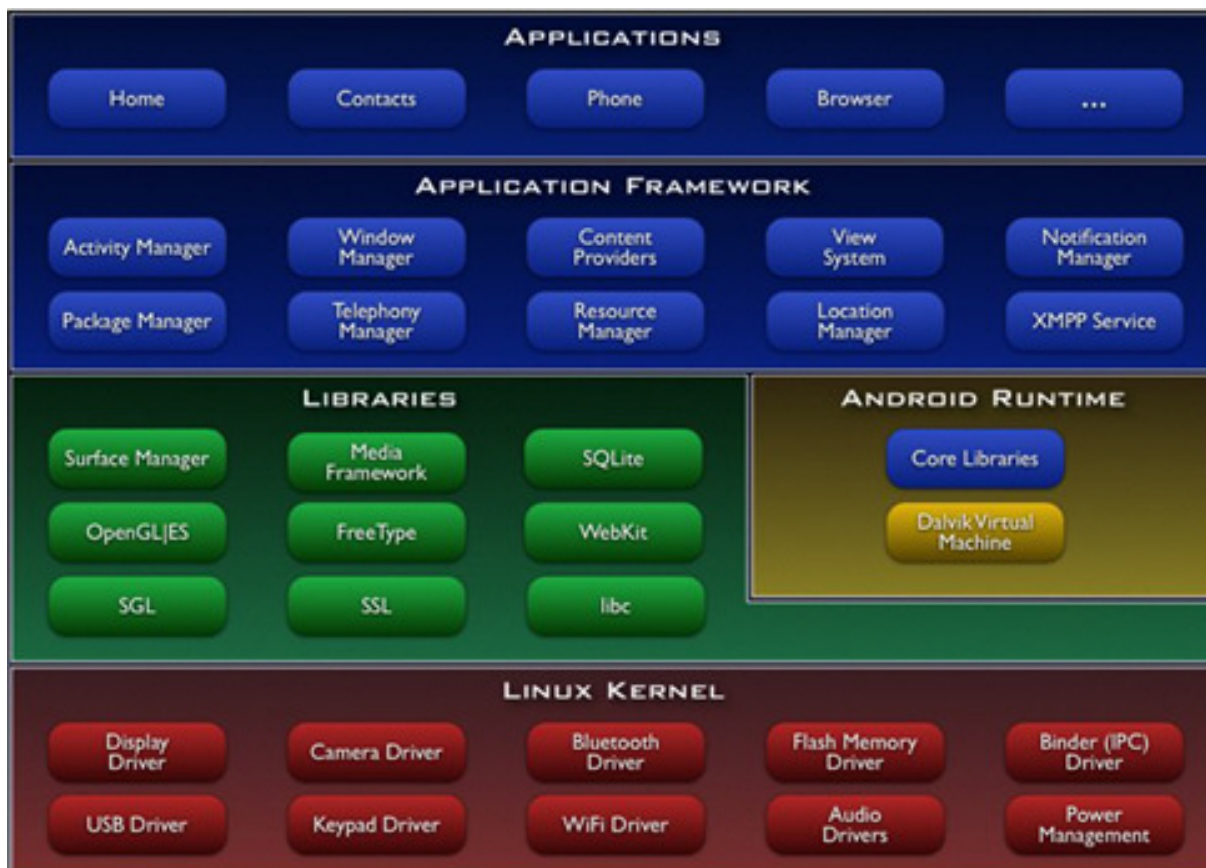 APPLICATIONS
Home
Contacts
Phone
Browser
...
APPLICATION FRAMEWORK
Activity Manager
Window
Manager
Content
Providers
View
System
Notification
Manager
Package Manager
Telephony
Manager
Resource
Manager
Location
Manager
XMPP Service
LIBRARIES
Surface Manager
Media
Framework
SQLite
OpenGL|ES
FreeType
WebKit
SGL
SSL
libc
ANDROID RUNTIME
Core Libraries
Dalvik Virtual
Machine
LINUX KERNEL
Display
Driver
Camera Driver
Bluetooth
Driver
Flash Memory
Driver
Binder (IPC)
Driver
USB Driver
Keypad Driver
WiFi Driver
Audio
Drivers
Power
Management